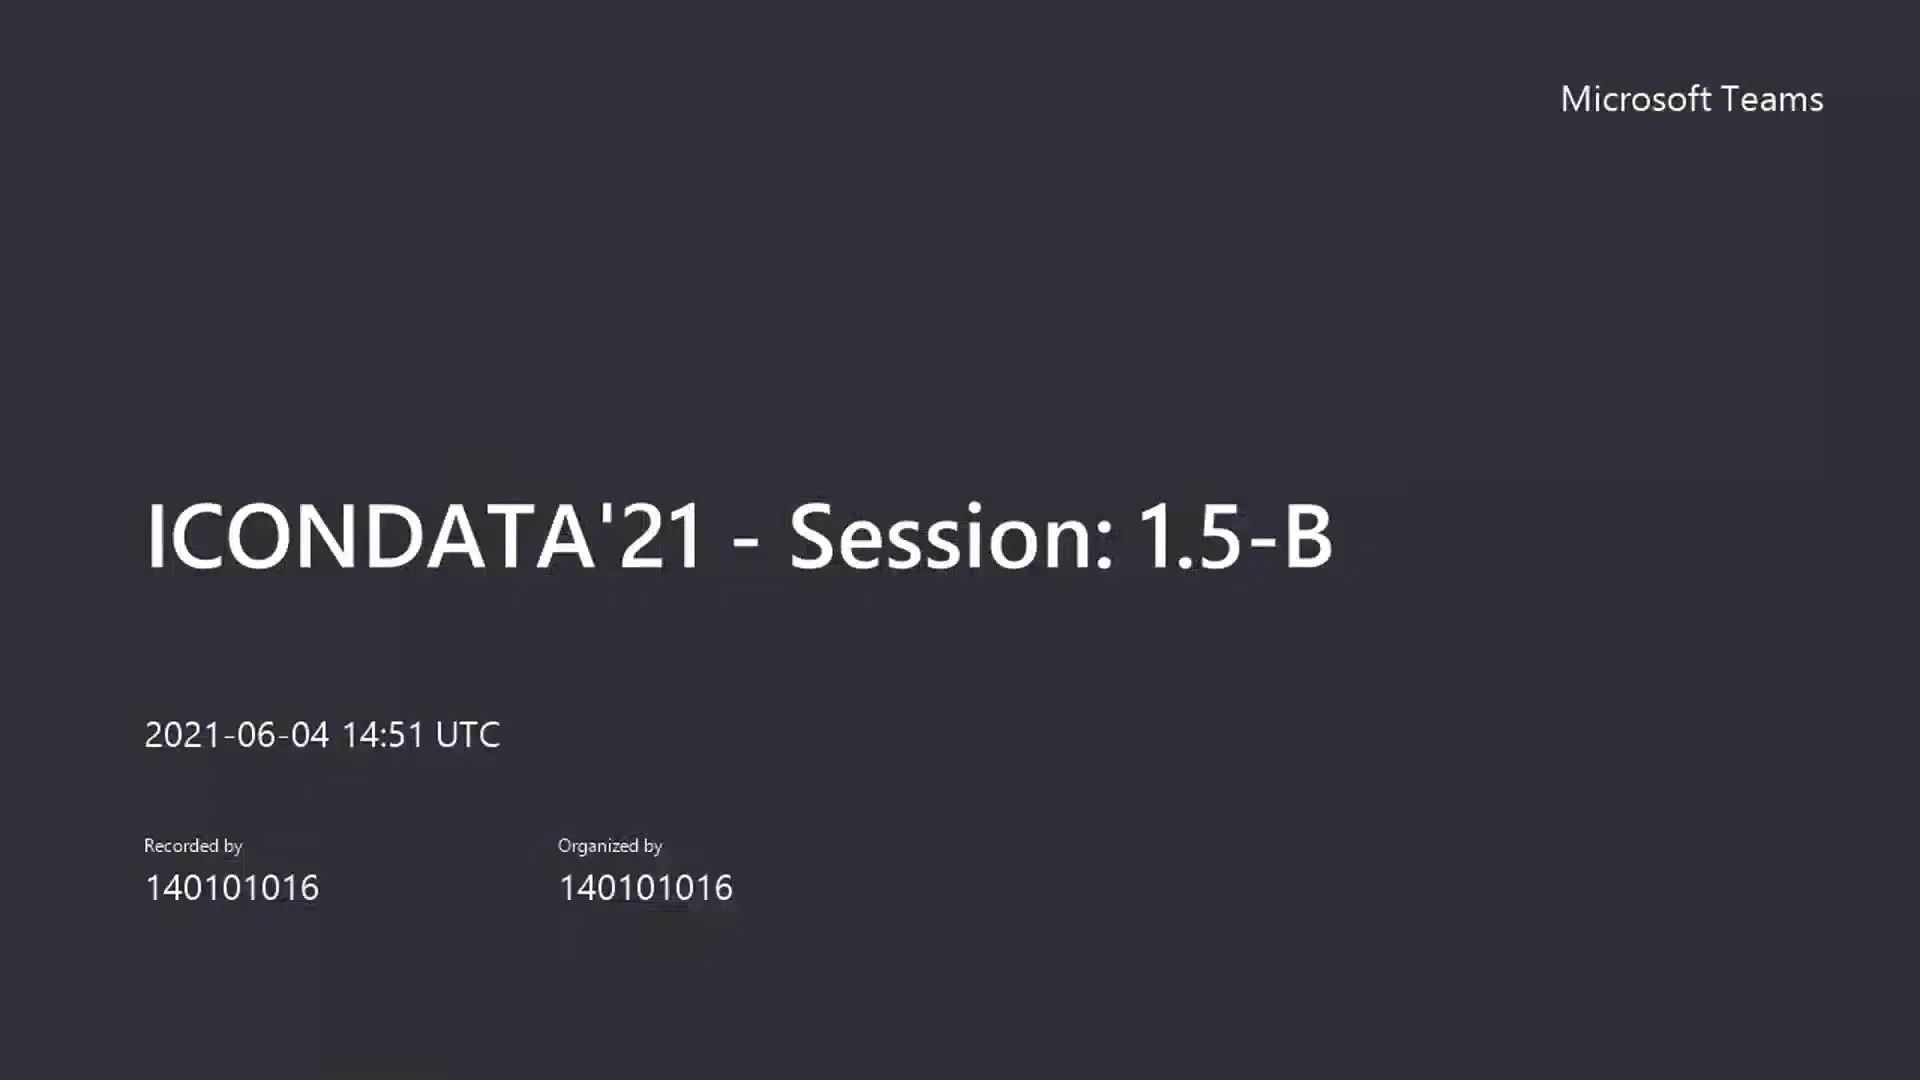 Microsoft Teams
ICONDATA'21 - Session: 1.5-B
2021-06-04 14:51 UTC
Recorded by
Organized by
140101016
140101016